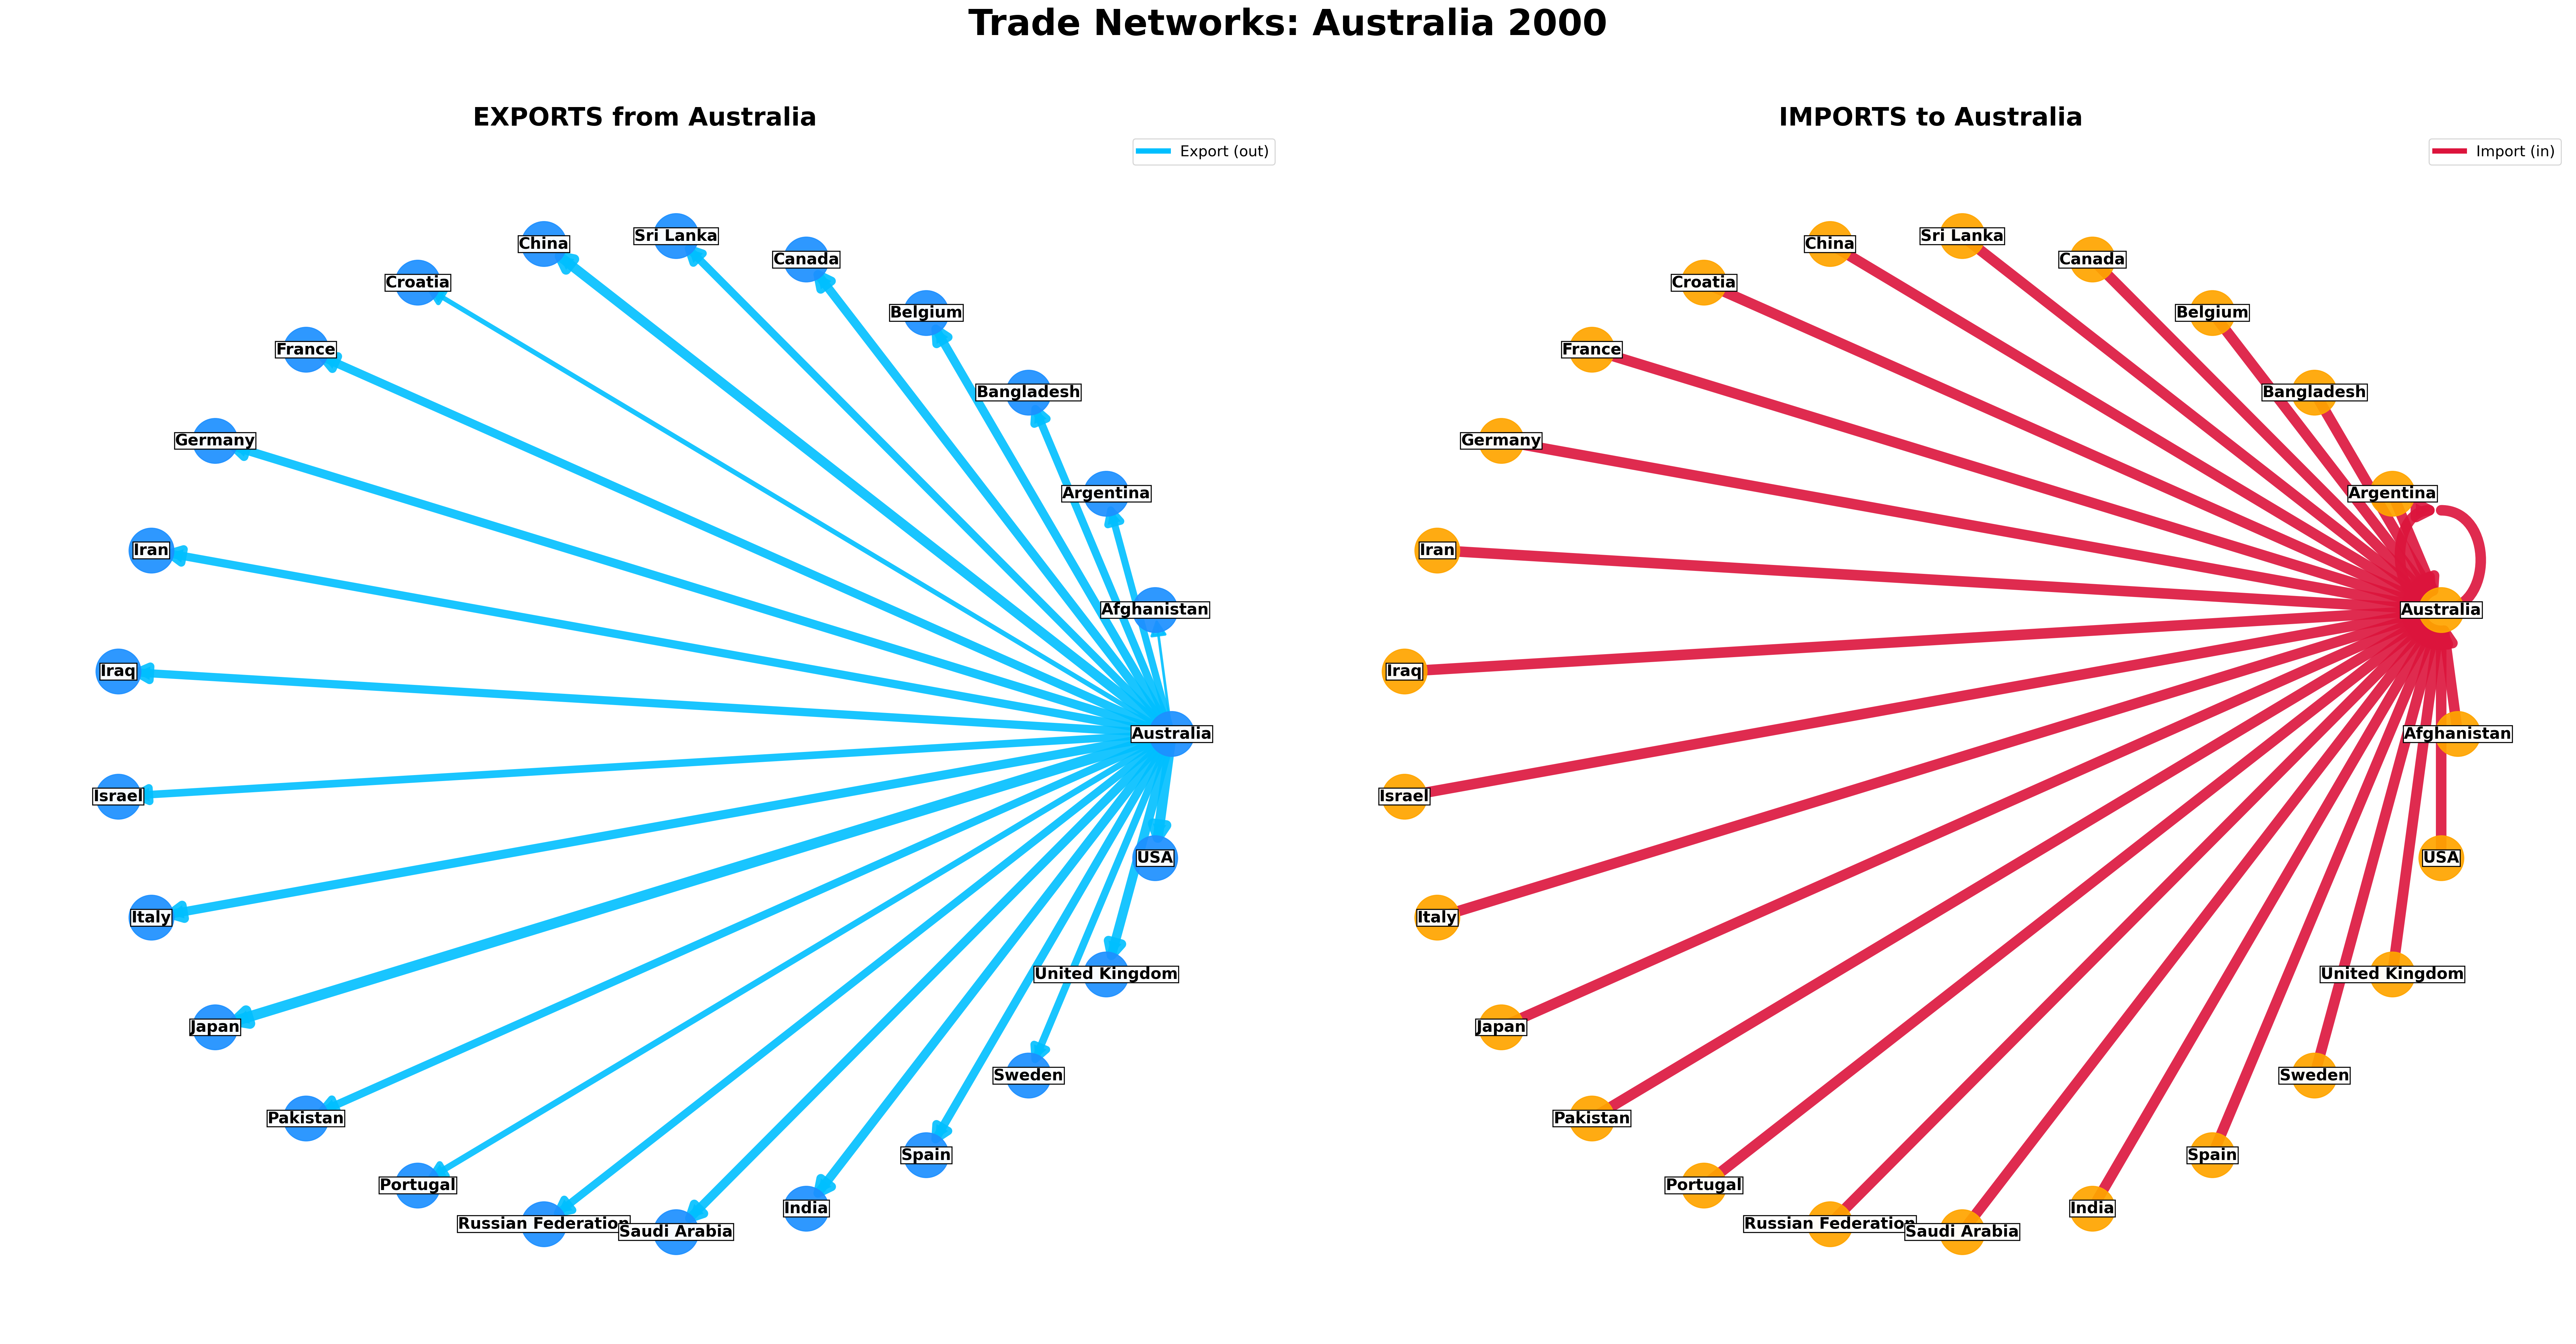 Trade Networks: Australia 2000
EXPORTS from Australia
Export (out)
China
Sri Lanka
Canada
Croatia
Belgium
France
Bangladesh
Germany
Argentina
Iran
Afghanistan
Iraq
Australia
Israel
USA
Italy
United Kingdom
Japan
Sweden
Pakistan
Spain
Portugal
India
Russian Federation
Saudi Arabia
IMPORTS to Australia
Import (in)
China
Sri Lanka
Canada
Croatia
Belgium
France
Bangladesh
Germany
Argentina
Iran
Australia
Iraq
Afghanistan
Israel
USA
Italy
United Kingdom
Japan
Sweden
Pakistan
Spain
Portugal
India
Russian Federation
Saudi Arabia